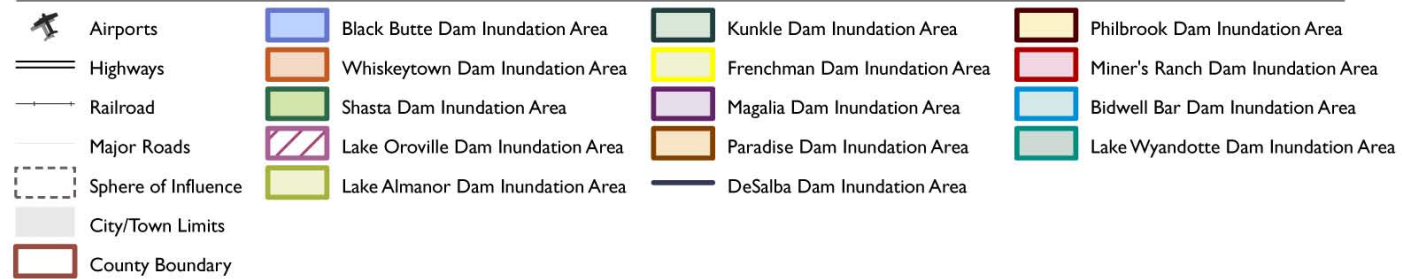 Airports
Highways
Railroad
Major Roads
Sphere of Influence
City/Town Limits
County Boundary
Black Butte Dam Inundation Area
Whiskeytown Dam Inundation Area
Shasta Dam Inundation Area
Lake Oroville Dam Inundation Area
Lake Almanor Dam Inundation Area
Kunkle Dam Inundation Area
Frenchman Dam Inundation Area
Magalia Dam Inundation Area
Paradise Dam Inundation Area
DeSalba Dam Inundation Area
Philbrook Dam Inundation Area
Miner's Ranch Dam Inundation Area
Bidwell Bar Dam Inundation Area
Lake Wyandotte Dam Inundation Area